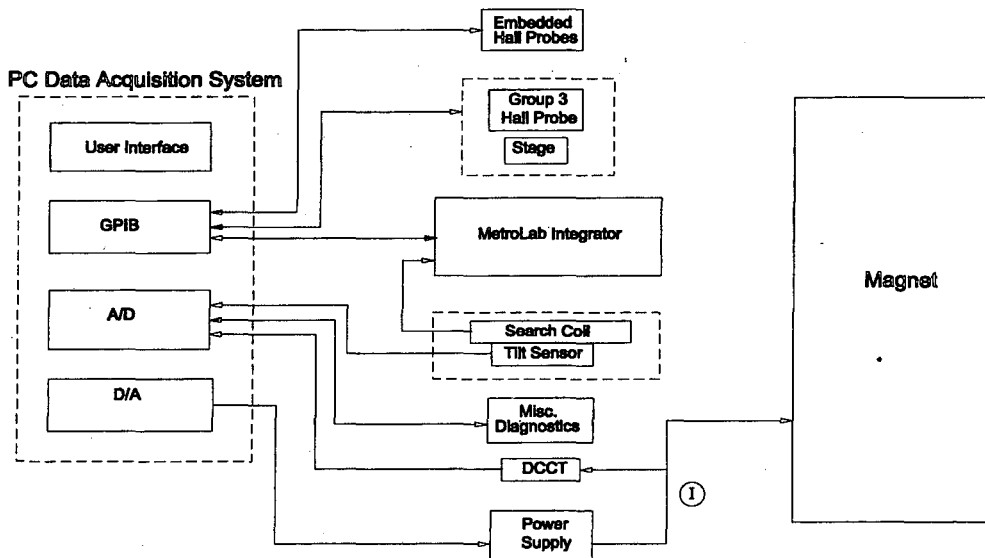 Embedded
Hall Probes
PC Data Acquisition System
Group 3
Hall Probe
Stage
User Interface
GPIB
MetroLab Integrator
Magnet
A/D
Search Coil
Tilt Sensor
D/A
Misc.
Diagnostics
DCCT
I
Power
Supply